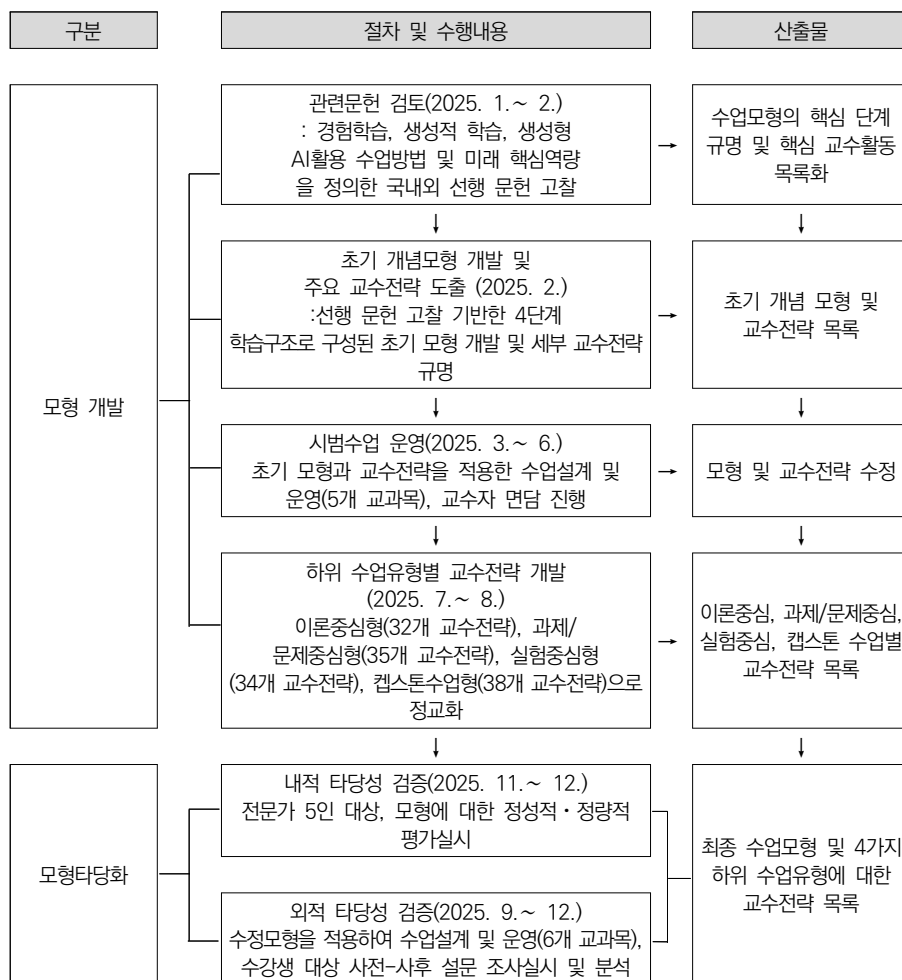 구분
절차 및 수행내용
산출물
모형 개발
관련문헌 검토(2025. 1.~ 2.)
: 경험학습, 생성적 학습, 생성형
AI활용 수업방법 및 미래 핵심역량
을 정의한 국내외 선행 문헌 고찰
수업모형의 핵심 단계
규명 및 핵심 교수활동
목록화
초기 개념모형 개발 및
주요 교수전략 도출 (2025. 2.)
:선행 문헌 고찰 기반한 4단계
학습구조로 구성된 초기 모형 개발 및 세부 교수전략
규명
초기 개념 모형 및
교수전략 목록
시범수업 운영(2025. 3.~ 6.)
초기 모형과 교수전략을 적용한 수업설계 및
운영(5개 교과목), 교수자 면담 진행
모형 및 교수전략 수정
하위 수업유형별 교수전략 개발
(2025. 7.~ 8.)
이론중심형(32개 교수전략), 과제/
문제중심형(35개 교수전략), 실험중심형
(34개 교수전략), 켑스톤수업형(38개 교수전략)으로
정교화
이론중심, 과제/문제중심,
실험중심, 캡스톤 수업별
교수전략 목록
모형타당화
내적 타당성 검증(2025. 11.~ 12.)
전문가 5인 대상, 모형에 대한 정성적・정량적
평가실시
외적 타당성 검증(2025. 9.~ 12.)
수정모형을 적용하여 수업설계 및 운영(6개 교과목),
수강생 대상 사전-사후 설문 조사실시 및 분석
최종 수업모형 및 4가지
하위 수업유형에 대한
교수전략 목록